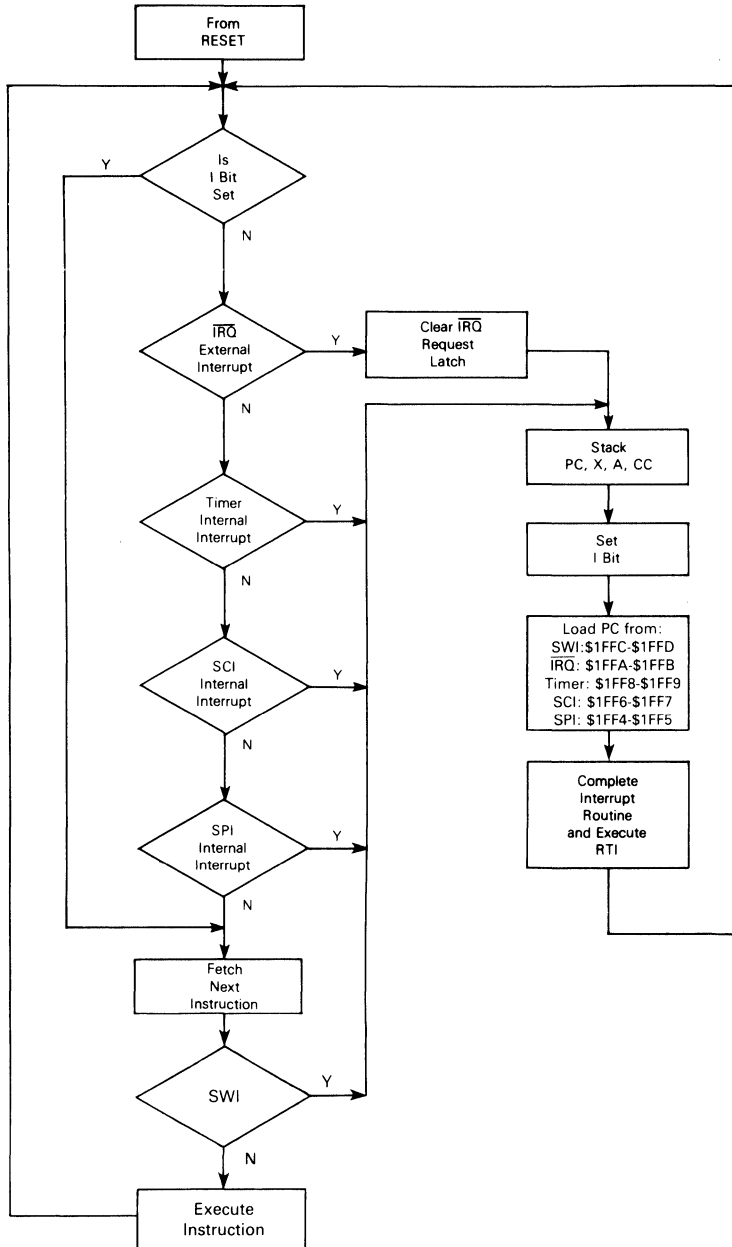 From
RESET
Y
Is
I Bit
Set
N
IRQ
External
Interrupt
Y
Clear IRQ
Request
Latch
N
Stack
PC, X, A, CC
Timer
Internal
Interrupt
Y
Set
I Bit
N
Load PC from:
SWI:$1FFC-$1FFD
IRQ: $1FFA-$1FFB
Timer: $1FF8-$1FF9
SCI: $1FF6-$1FF7
SPI: $1FF4-$1FF5
SCI
Internal
Interrupt
Y
N
Complete
Interrupt
Routine
and Execute
RTI
SPI
Internal
Interrupt
Y
N
Fetch
Next
Instruction
SWI
Y
N
Execute
Instruction